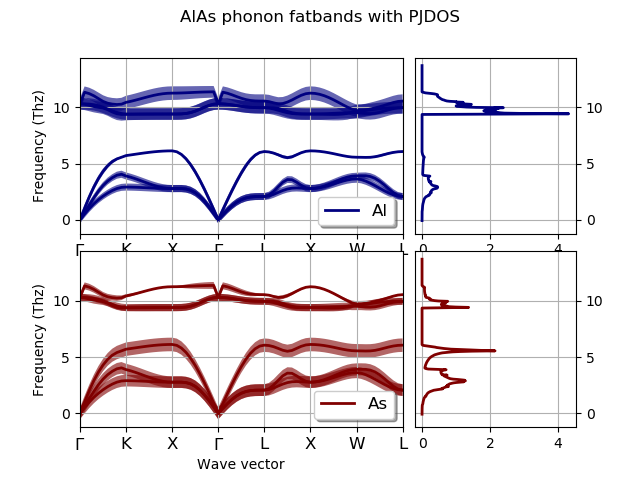 AlAs phonon fatbands with PJDOS
Frequency (Thz)
10
5
0
Al
10
5
0
Γ K X Γ L X W L
0 2 4
Frequency (Thz)
10
5
0
As
10
5
0
Γ K X Γ L X W L
0 2 4
Wave vector